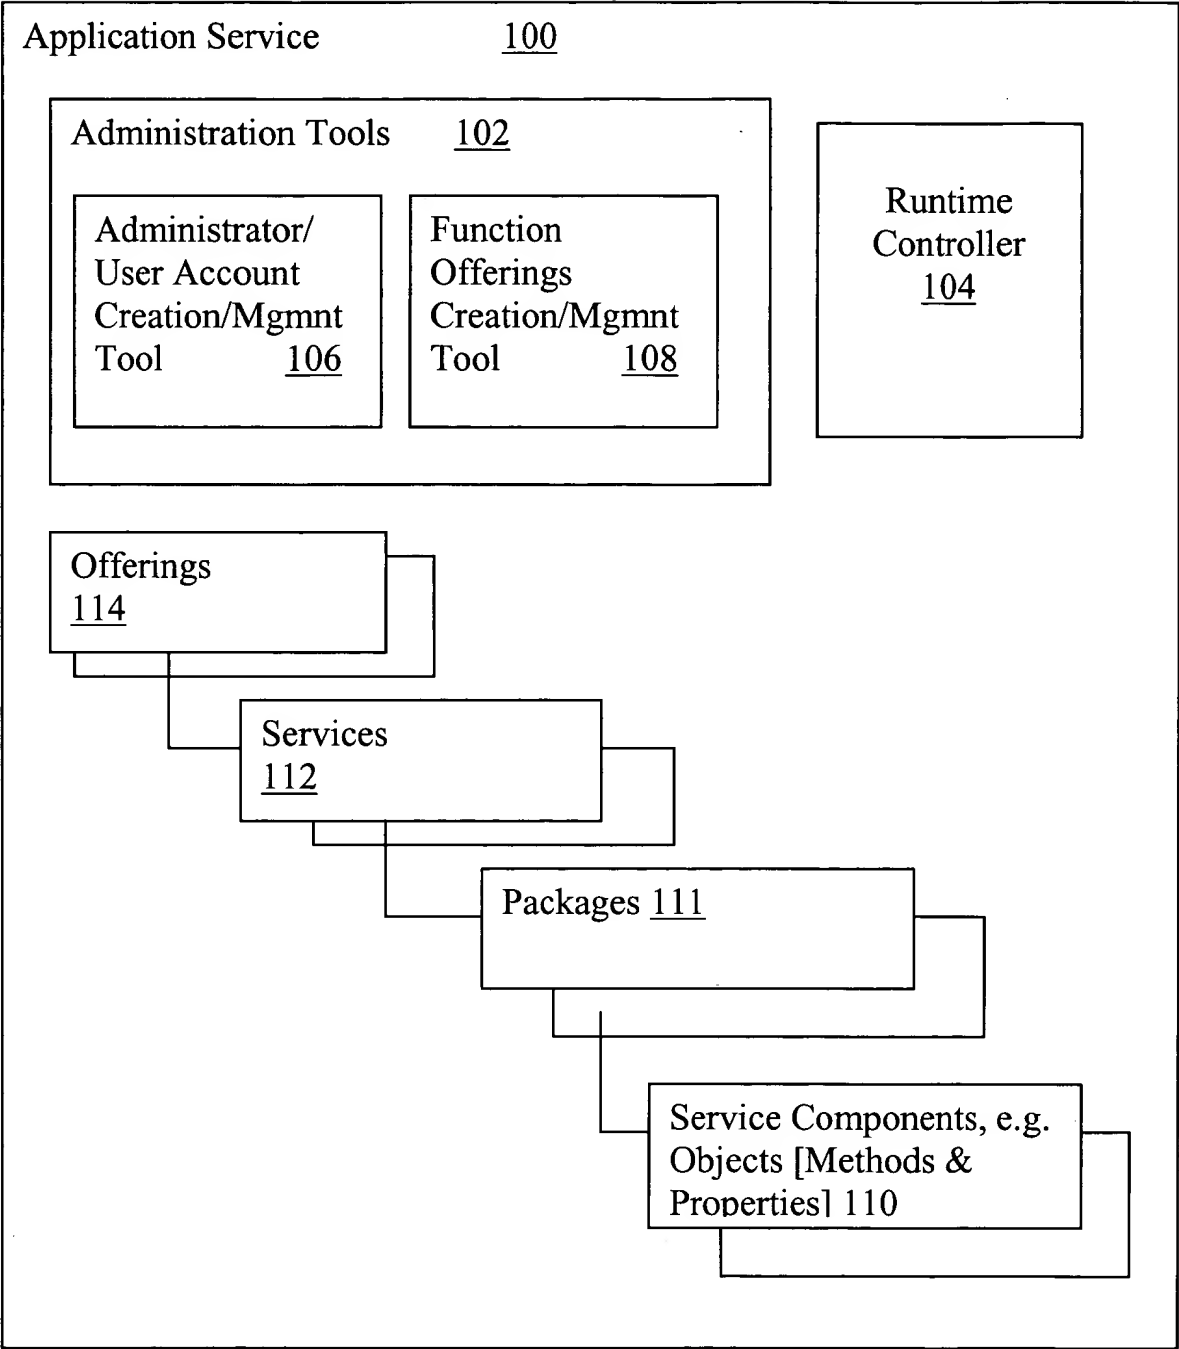 Application Service 100
Administration Tools 102
Administrator/
User Account
Creation/Mgmnt
Tool 106
Function
Offerings
Creation/Mgmnt
Tool 108
Runtime
Controller
104
Offerings
114
Services
112
Packages 111
Service Components, e.g.
Objects [Methods &
Properties] 110